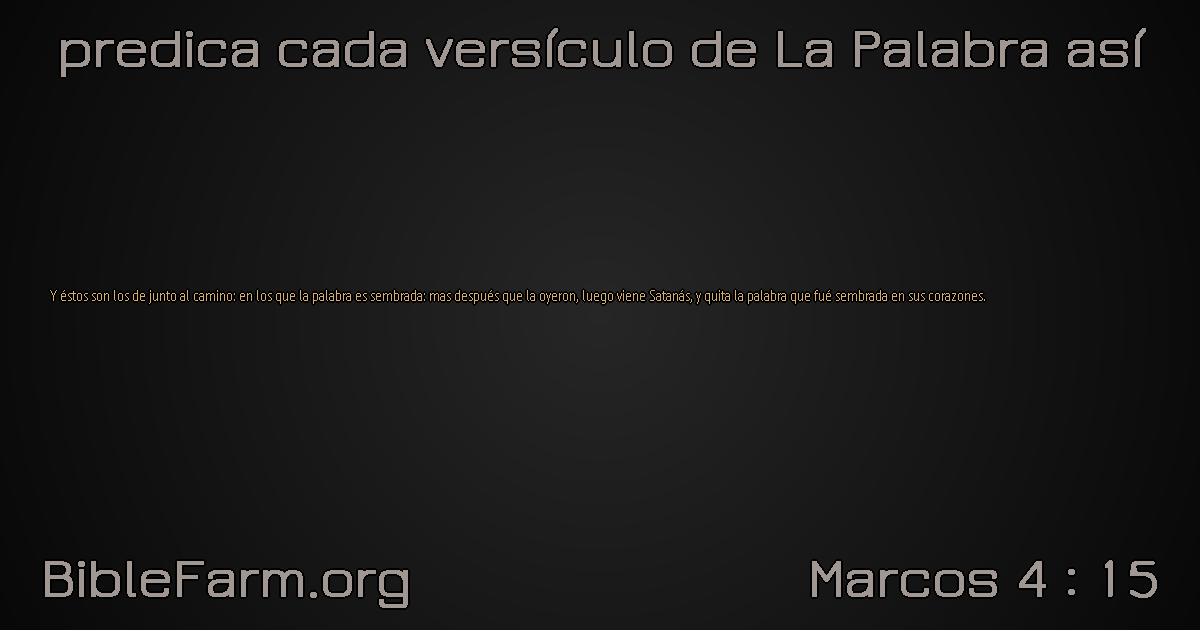 predica cada versículo de La Palabra así
Y éstos son los de junto al camino: en los que la palabra es sembrada: mas después que la oyeron, luego viene Satanás, y quita la palabra que fué sembrada en sus corazones.
BibleFarm.org
Marcos 4 : 15